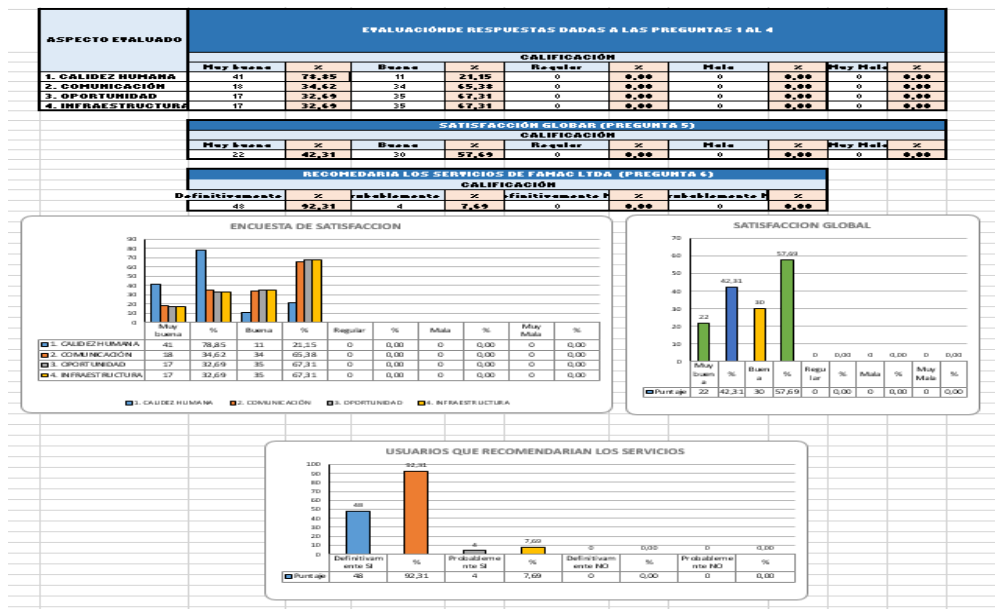 ASPECTO EVALUADO
EVALUACIÓNDE RESPUESTAS DADAS A LAS PREGUNTAS 1 AL 4
CALIFICACIÓN
Muy buena % Buena % Regular % Mala % Muy Mala %
1. CALIDEZ HUMANA 41 78,85 11 21,15 0 0,00 0 0,00 0 0,00
2. COMUNICACIÓN 18 34,62 34 65,38 0 0,00 0 0,00 0 0,00
3. OPORTUNIDAD 17 32,69 35 67,31 0 0,00 0 0,00 0 0,00
4. INFRAESTRUCTURA 17 32,69 35 67,31 0 0,00 0 0,00 0 0,00
SATISFACCIÓN GLOBAR (PREGUNTA 5)
CALIFICACIÓN
Muy buena % Buena % Regular % Mala % Muy Mala %
22 42,31 30 57,69 0 0,00 0 0,00 0 0,00
RECOMEDARIA LOS SERVICIOS DE FAMAC LTDA (PREGUNTA 6)
CALIFICACIÓN
Definitivamente % % % %
48 92,31 4 7,69 0 0,00 0 0,00
ENCUESTA DE SATISFACCION
90
80
70
60
50
40
30
20
10
0
Muy buena % Buena % Regular % Mala % Muy Mala %
1. CALIDEZ HUMANA 41 78,85 11 21,15 0 0,00 0 0,00 0 0,00
2. COMUNICACIÓN 18 34,62 34 65,38 0 0,00 0 0,00 0 0,00
3. OPORTUNIDAD 17 32,69 35 67,31 0 0,00 0 0,00 0 0,00
4. INFRAESTRUCTURA 17 32,69 35 67,31 0 0,00 0 0,00 0 0,00
1. CALIDEZ HUMANA 2. COMUNICACIÓN 3. OPORTUNIDAD 4. INFRAESTRUCTURA
SATISFACCION GLOBAL
70
60
50
40
30
20
10
0
22 42,31 30 57,69 0 0,00 0 0,00 0 0,00
Muy buen a % Buen a % Regu lar % Mala % Muy Mala %
Puntaje 22 42,31 30 57,69 0 0,00 0 0,00 0 0,00
USUARIOS QUE RECOMENDARIAN LOS SERVICIOS
100
90
80
70
60
50
40
30
20
10
0
48 92,31 4 7,69 0 0,00 0 0,00
Definitivam ente SI % Probableme nte SI % Definitivam ente NO % Probableme nte NO %
Puntaje 48 92,31 4 7,69 0 0,00 0 0,00